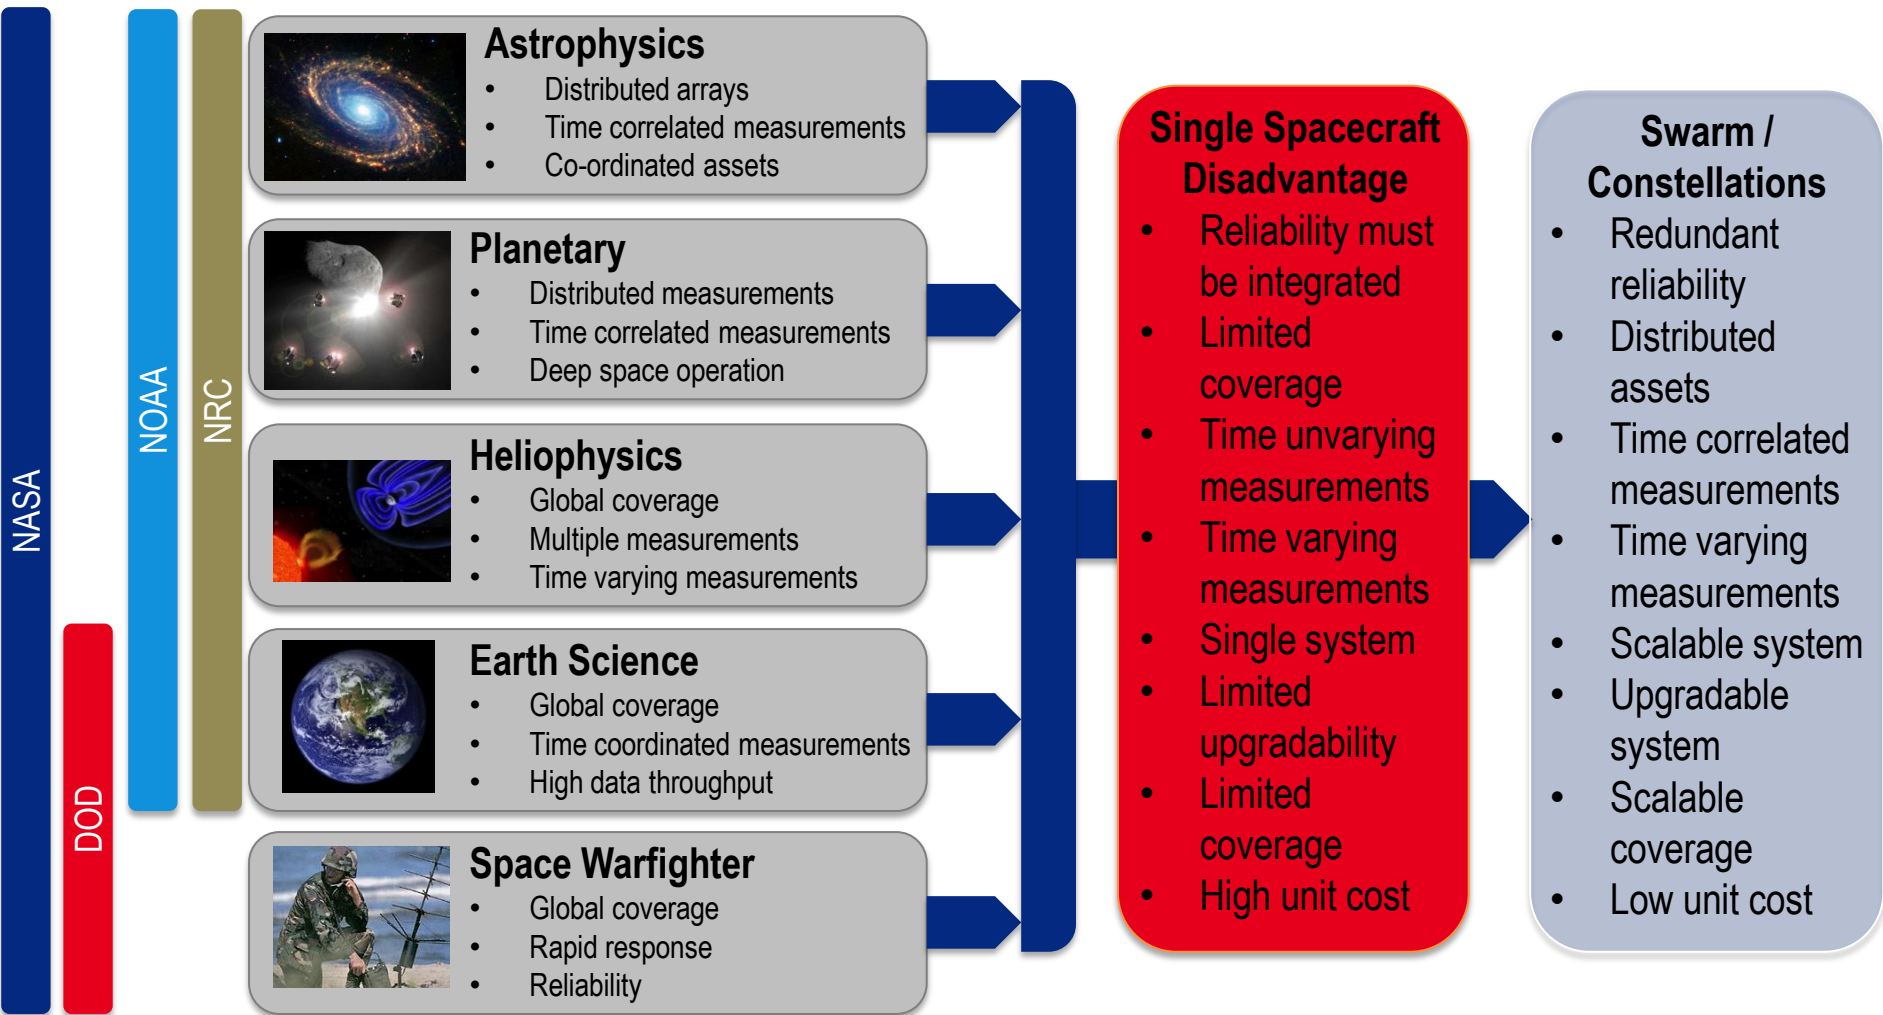 NASA
DOD
NOAA
NRC
Astrophysics
• Distributed arrays
• Time correlated measurements
• Co-ordinated assets
Planetary
• Distributed measurements
• Time correlated measurements
• Deep space operation
Heliophysics
• Global coverage
• Multiple measurements
• Time varying measurements
Earth Science
• Global coverage
• Time coordinated measurements
• High data throughput
Space Warfighter
• Global coverage
• Rapid response
• Reliability
Single Spacecraft
Disadvantage
• Reliability must
be integrated
• Limited
coverage
• Time unvarying
measurements
• Time varying
measurements
• Single system
• Limited
upgradability
• Limited
coverage
• High unit cost
Swarm /
Constellations
• Redundant
reliability
• Distributed
assets
• Time correlated
measurements
• Time varying
measurements
• Scalable system
• Upgradable
system
• Scalable
coverage
• Low unit cost